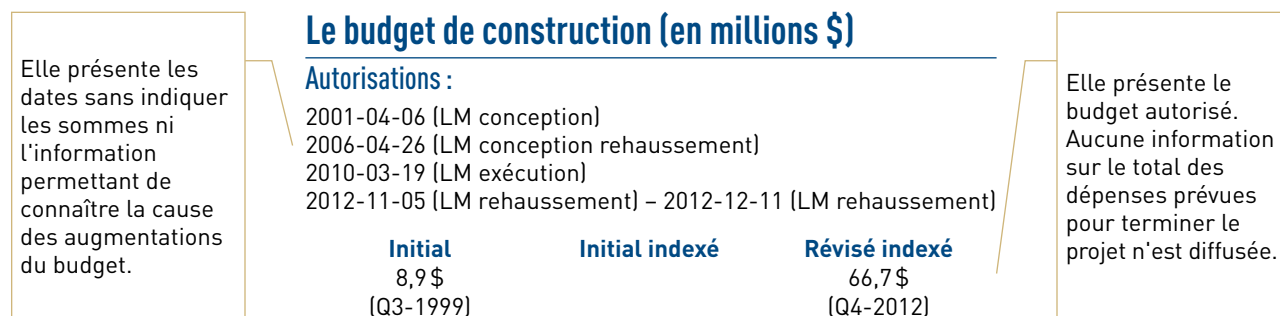 Le budget de construction (en millions $)
Elle présente les
dates sans indiquer
les sommes ni
l'information
permettant de
connaître la cause
des augmentations
du budget.
Autorisations :
2001-04-06 (LM conception)
2006-04-26 (LM conception rehaussement)
2010-03-19 (LM exécution)
2012-11-05 (LM rehaussement) – 2012-12-11 (LM rehaussement)
Initial Initial indexé Révisé indexé
8,9 $ 66,7 $
(Q3-1999) (Q4-2012)
Elle présente le
budget autorisé.
Aucune information
sur le total des
dépenses prévues
pour terminer le
projet n'est diffusée.